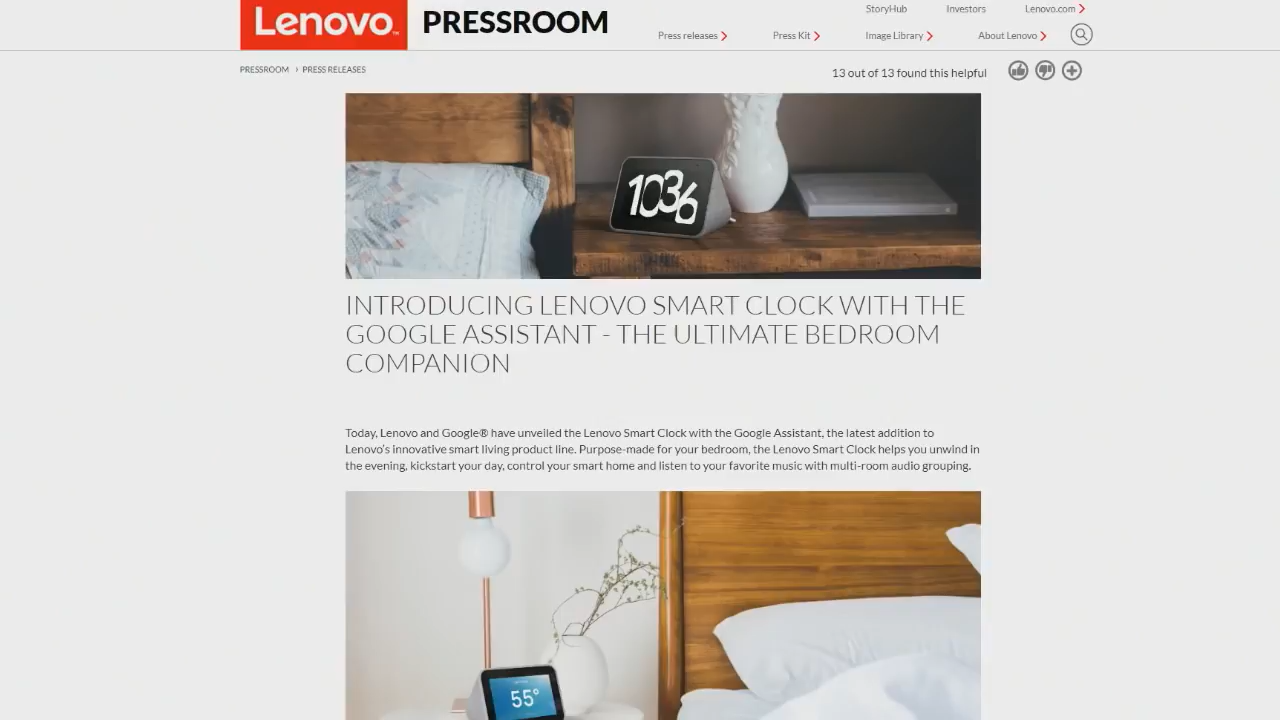 Lenovo™
PRESSROOM
StoryHub Investors Lenovo.com
Press releases Press Kit Image Library About Lenovo
PRESSROOM › PRESS RELEASES
13 out of 13 found this helpful
1036
INTRODUCING LENOVO SMART CLOCK WITH THE
GOOGLE ASSISTANT - THE ULTIMATE BEDROOM
COMPANION
Today, Lenovo and Google® have unveiled the Lenovo Smart Clock with the Google Assistant, the latest addition to
Lenovo's innovative smart living product line. Purpose-made for your bedroom, the Lenovo Smart Clock helps you unwind in
the evening, kickstart your day, control your smart home and listen to your favorite music with multi-room audio grouping.
55°